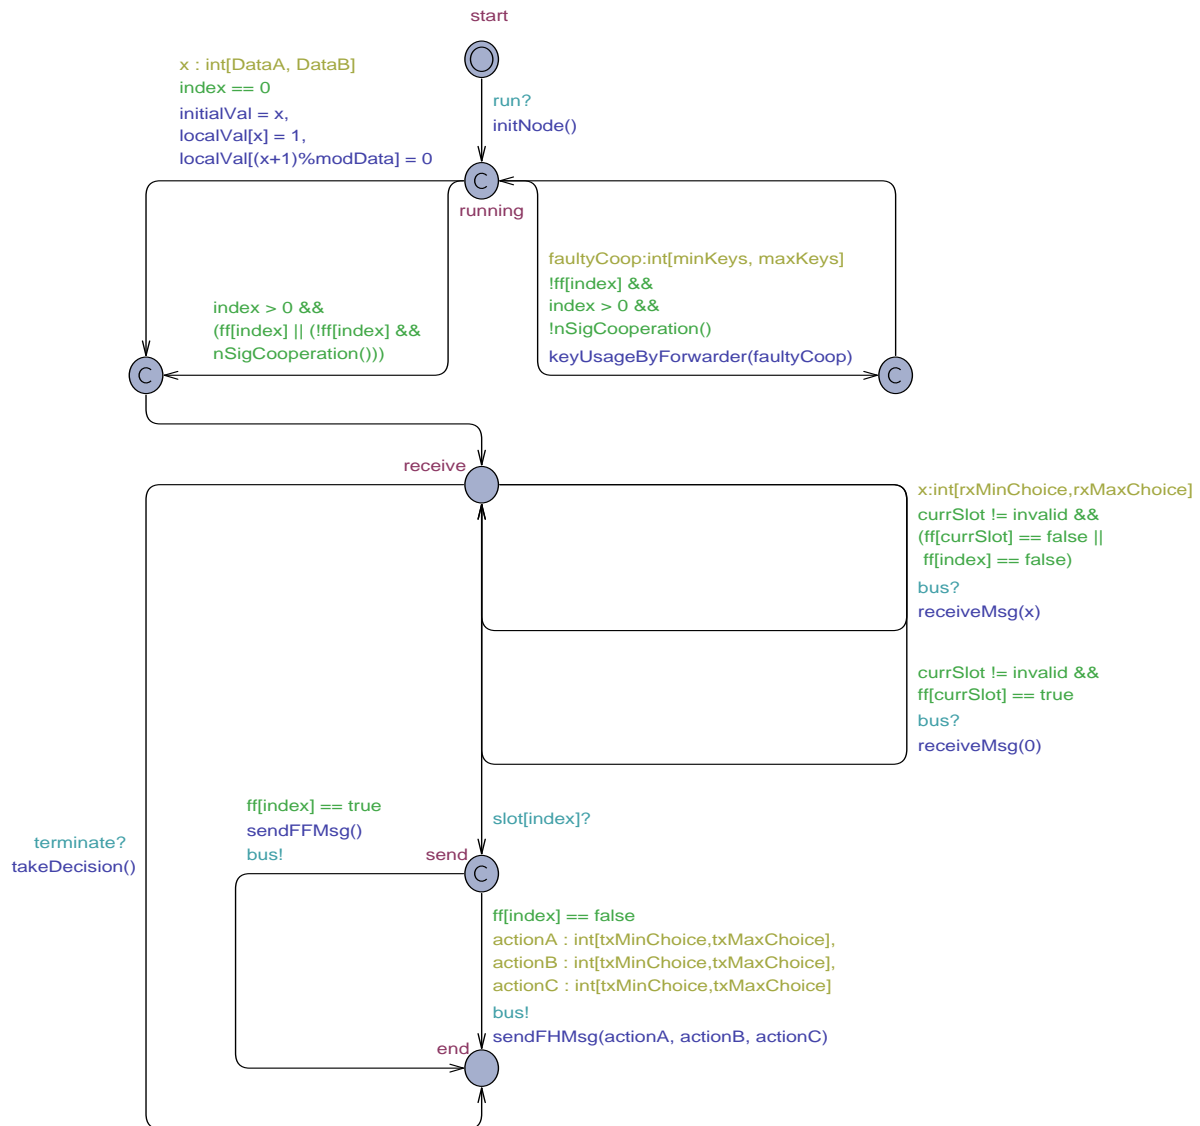 start
x : int[DataA, DataB]
index == 0
initialVal = x,
localVal[x] = 1,
localVal[(x+1)%modData] = 0
run?
initNode()
C
running
index > 0 &&
(ff[index] || (!ff[index] &&
nSigCooperation()))
faultyCoop:int[minKeys, maxKeys]
!ff[index] &&
index > 0 &&
!nSigCooperation()
keyUsageByForwarder(faultyCoop)
C
C
receive
x:int[rxMinChoice,rxMaxChoice]
currSlot != invalid &&
(ff[currSlot] == false ||
ff[index] == false)
bus?
receiveMsg(x)
currSlot != invalid &&
ff[currSlot] == true
bus?
receiveMsg(0)
terminate?
takeDecision()
ff[index] == true
sendFFMsg()
bus!
slot[index]?
send
C
ff[index] == false
actionA : int[txMinChoice,txMaxChoice],
actionB : int[txMinChoice,txMaxChoice],
actionC : int[txMinChoice,txMaxChoice]
bus!
sendFHMsg(actionA, actionB, actionC)
end